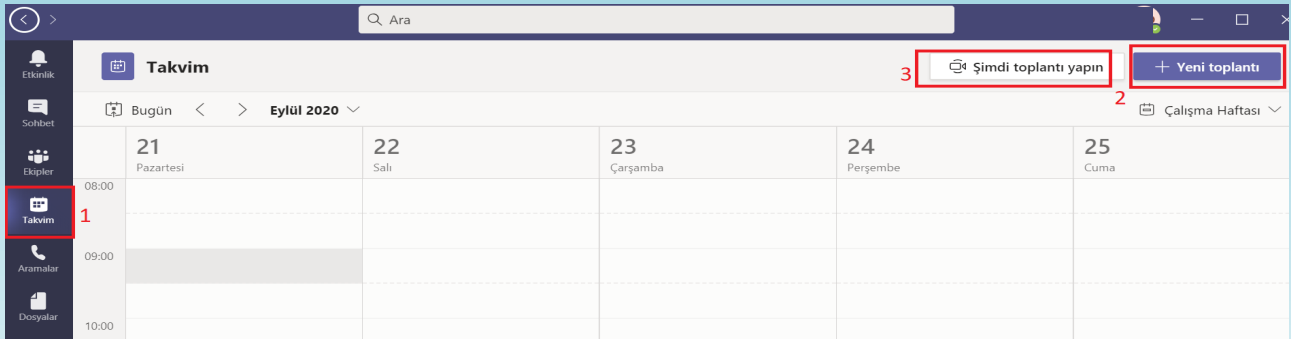 Ara
Etkinlik
Sohbet
Ekipler
Takvim
1
Aramalar
Dosyalar
Takvim
3
Şimdi toplantı yapın
2
+ Yeni toplantı
Bugün < > Eylül 2020
Çalışma Haftası
21 22 23 24 25
Pazartesi Salı Çarşamba Perşembe Cuma
08:00
09:00
10:00